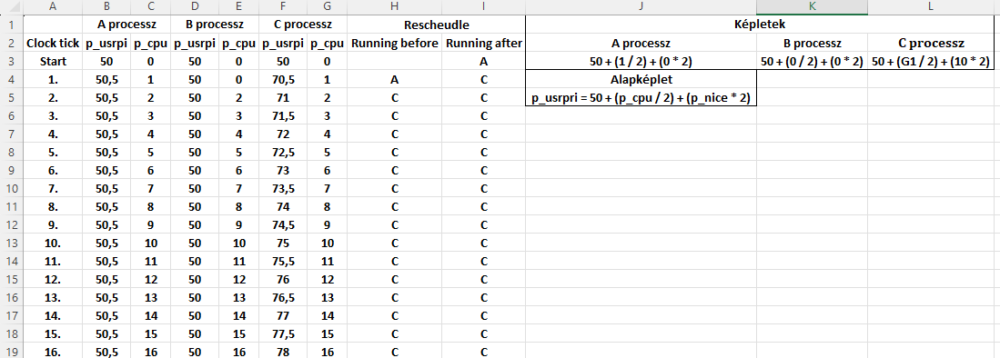 A B C D E F G H I J K L
1 A processz B processz C processz Rescheudle Képletek
2 Clock tick p_usrpi p_cpu p_usrpi p_cpu p_usrpi p_cpu Running before Running after A processz B processz C processz
3 Start 50 0 50 0 50 0 A 50 + (1 / 2) + (0 * 2) 50 + (0 / 2) + (0 * 2) 50 + (G1 / 2) + (10 * 2)
4 1. 50,5 1 50 0 70,5 1 A C Alapképlet
5 2. 50,5 2 50 2 71 2 C C p_usrpri = 50 + (p_cpu / 2) + (p_nice * 2)
6 3. 50,5 3 50 3 71,5 3 C C
7 4. 50,5 4 50 4 72 4 C C
8 5. 50,5 5 50 5 72,5 5 C C
9 6. 50,5 6 50 6 73 6 C C
10 7. 50,5 7 50 7 73,5 7 C C
11 8. 50,5 8 50 8 74 8 C C
12 9. 50,5 9 50 9 74,5 9 C C
13 10. 50,5 10 50 10 75 10 C C
14 11. 50,5 11 50 11 75,5 11 C C
15 12. 50,5 12 50 12 76 12 C C
16 13. 50,5 13 50 13 76,5 13 C C
17 14. 50,5 14 50 14 77 14 C C
18 15. 50,5 15 50 15 77,5 15 C C
19 16. 50,5 16 50 16 78 16 C C